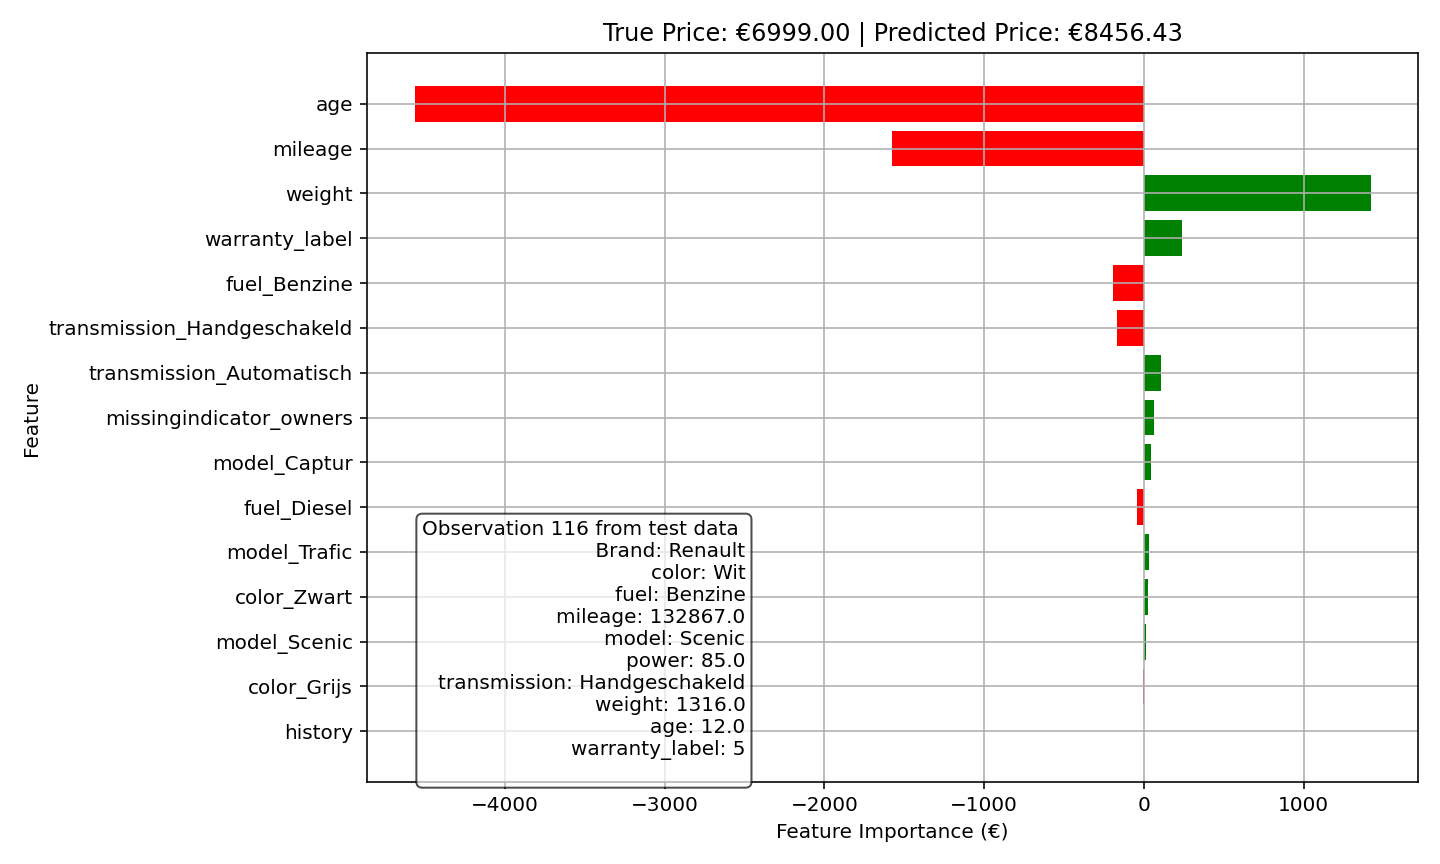 True Price: €6999.00 | Predicted Price: €8456.43
age
mileage
weight
warranty_label
fuel_Benzine
transmission_Handgeschakeld
transmission_Automatisch
missingindicator_owners
model_Captur
fuel_Diesel
model_Trafic
color_Zwart
model_Scenic
color_Grijs
history
Feature
Observation 116 from test data
Brand: Renault
color: Wit
fuel: Benzine
mileage: 132867.0
model: Scenic
power: 85.0
transmission: Handgeschakeld
weight: 1316.0
age: 12.0
warranty_label: 5
−4000 −3000 −2000 −1000 0 1000
Feature Importance (€)